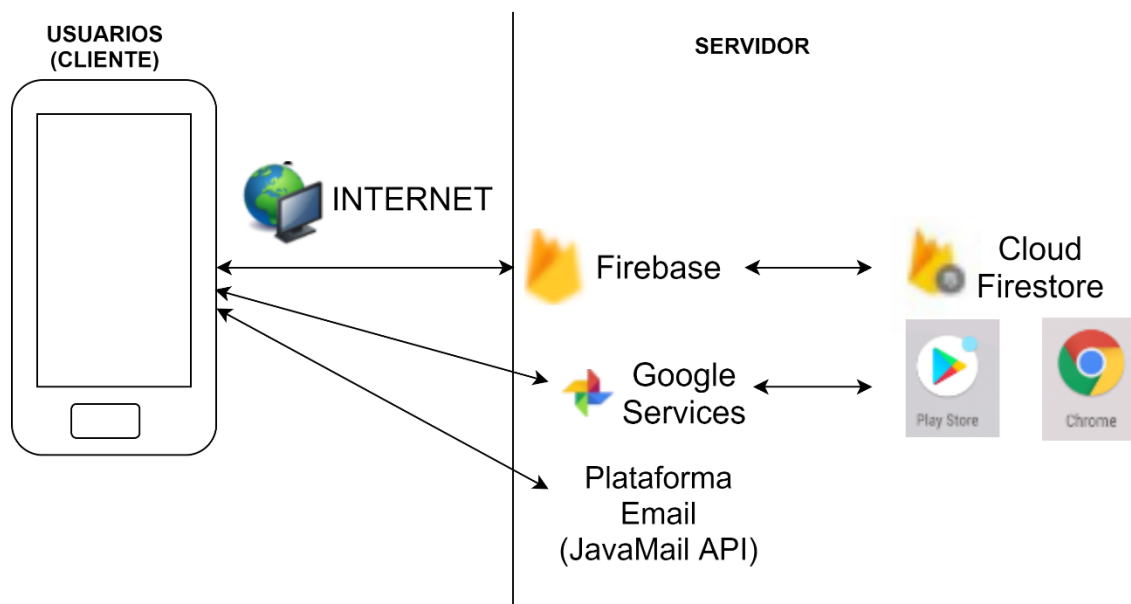 USUARIOS
(CLIENTE)
SERVIDOR
INTERNET
Firebase
Cloud
Firestore
Google
Services
Play Store
Chrome
Plataforma
Email
(JavaMail API)